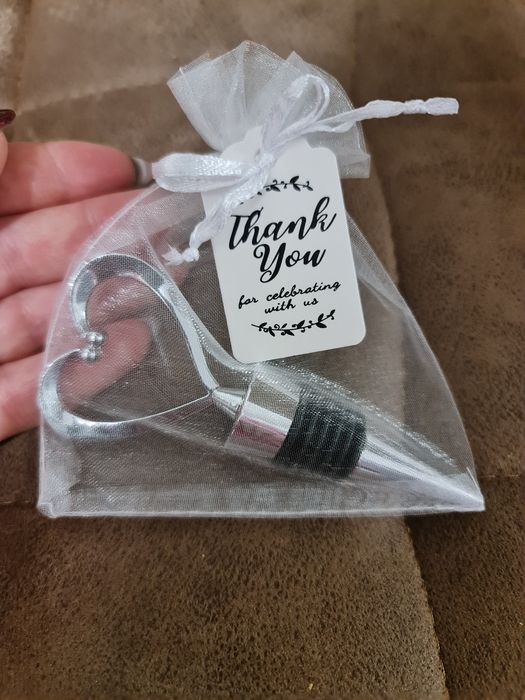 Thank
You
for celebrating
with us